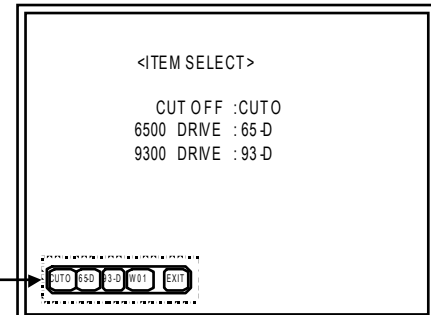 <ITEM SELECT>
CUT OFF :CUTO
6500 DRIVE :65-D
9300 DRIVE :93-D
CUTO 65-D 93-D W01 EXIT